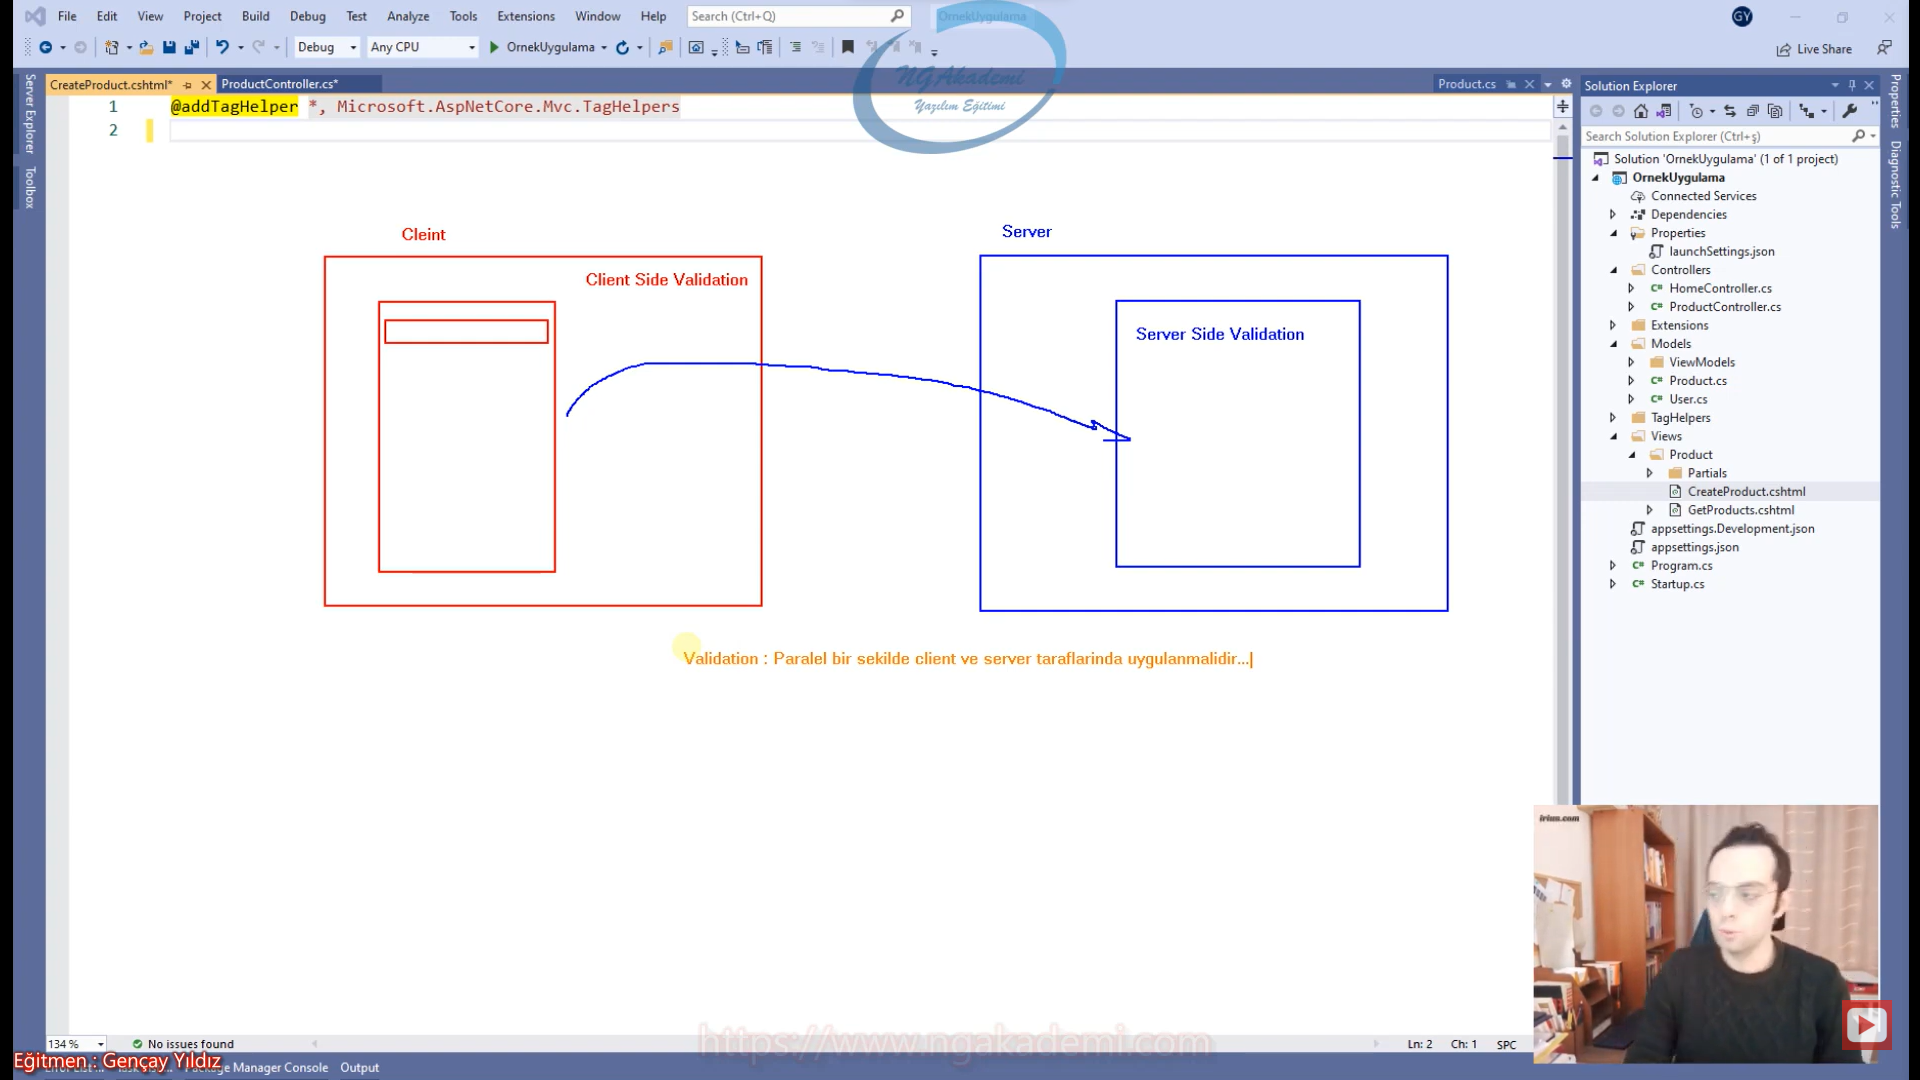 File Edit View Project Build Debug Test Analyze Tools Extensions Window Help Search (Ctrl+Q) OrnekUygulama GY
Debug Any CPU OrnekUygulama Live Share
CreateProduct.cshtml* ProductController.cs* Product.cs
Server Explorer
Toolbox
1 @addTagHelper *, Microsoft.AspNetCore.Mvc.TagHelpers
2
NGAkademi
Yazılım Eğitimi
Cleint
Client Side Validation
Server
Server Side Validation
Validation : Paralel bir sekilde client ve server taraflarinda uygulanmalidir...
Solution Explorer
Search Solution Explorer (Ctrl+ş)
Solution 'OrnekUygulama' (1 of 1 project)
OrnekUygulama
Connected Services
Dependencies
Properties
launchSettings.json
Controllers
C# HomeController.cs
C# ProductController.cs
Extensions
Models
ViewModels
C# Product.cs
C# User.cs
TagHelpers
Views
Product
Partials
CreateProduct.cshtml
GetProducts.cshtml
appsettings.Development.json
appsettings.json
C# Program.cs
C# Startup.cs
Properties
Diagnostic Tools
irius.com
134 % No issues found Ln: 2 Ch: 1 SPC
https://www.ngakademi.com
Eğitmen : Gençay Yıldız
Package Manager Console Output